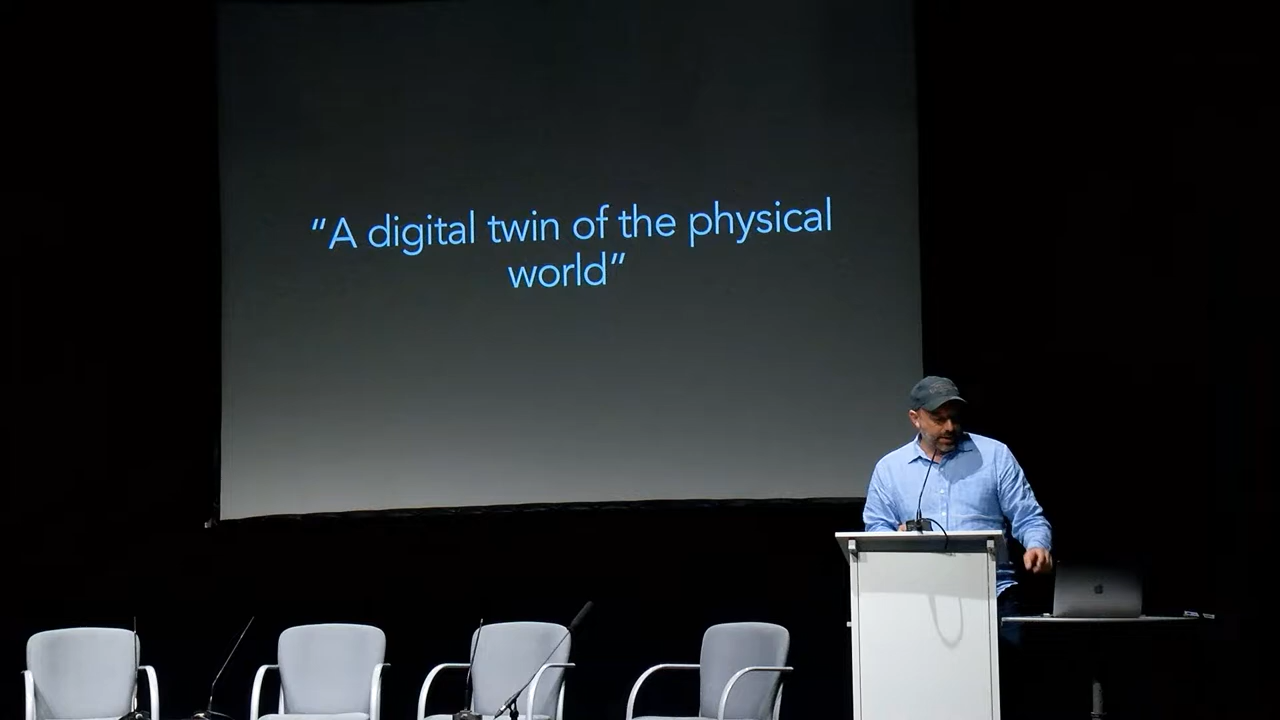 “A digital twin of the physical
world”